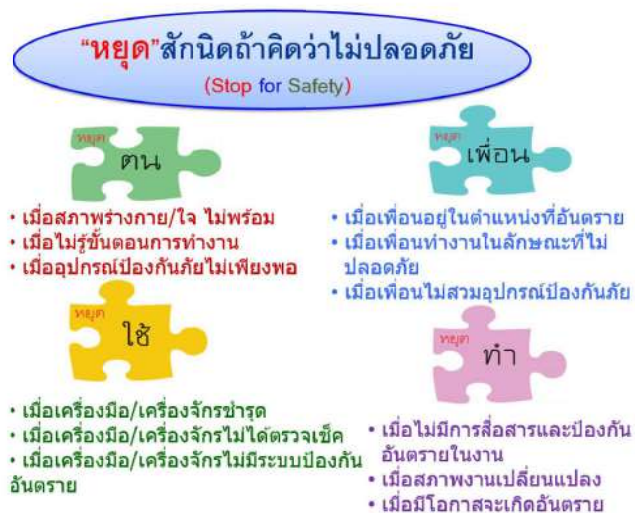 “หยุด”สักนิดถ้าคิดว่าไม่ปลอดภัย
(Stop for Safety)
หยุด
ตน
• เมื่อสภาพร่างกาย/ใจ ไม่พร้อม
• เมื่อไม่รู้ขั้นตอนการทำงาน
• เมื่ออุปกรณ์ป้องกันภัยไม่เพียงพอ
หยุด
เพื่อน
• เมื่อเพื่อนอยู่ในตำแหน่งที่อันตราย
• เมื่อเพื่อนทำงานในลักษณะที่ไม่
ปลอดภัย
• เมื่อเพื่อนไม่สวมอุปกรณ์ป้องกันภัย
หยุด
ใช้
• เมื่อเครื่องมือ/เครื่องจักรชำรุด
• เมื่อเครื่องมือ/เครื่องจักรไม่ได้ตรวจเช็ค
• เมื่อเครื่องมือ/เครื่องจักรไม่มีระบบป้องกัน
อันตราย
หยุด
ทำ
• เมื่อไม่มีการสื่อสารและป้องกัน
อันตรายในงาน
• เมื่อสภาพงานเปลี่ยนแปลง
• เมื่อมีโอกาสจะเกิดอันตราย